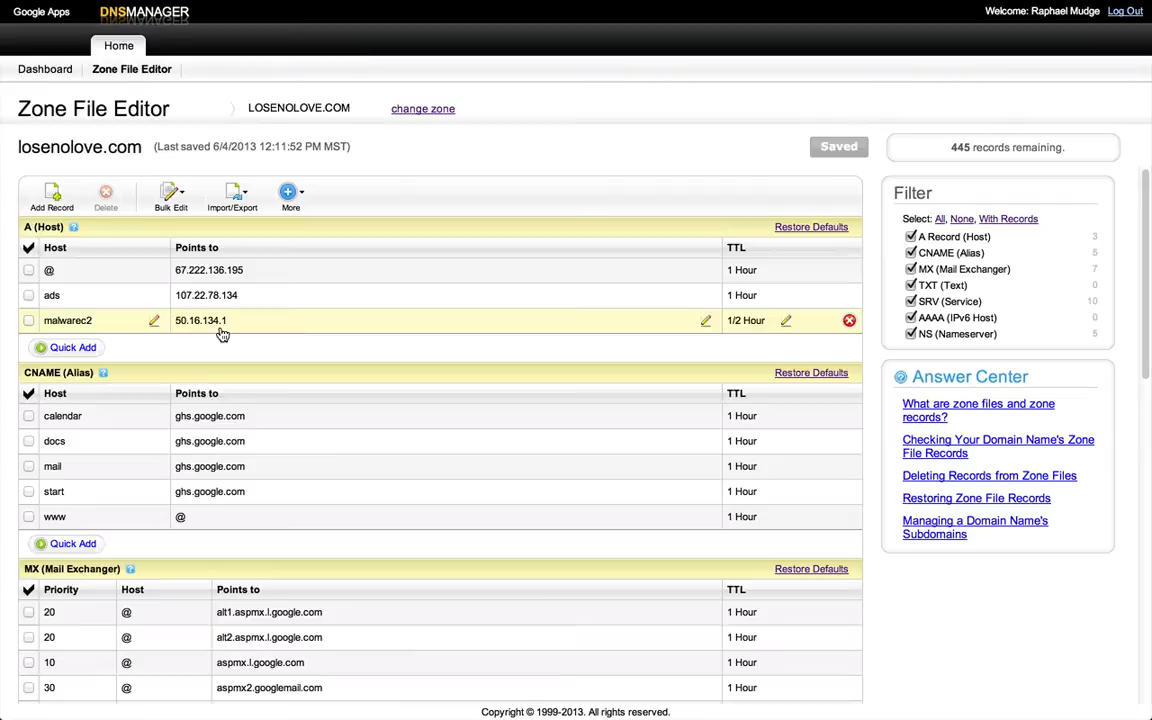 Google Apps DNSMANAGER Welcome: Raphael Mudge Log Out
Home
Dashboard Zone File Editor
Zone File Editor LOSENOLOVE.COM change zone
losenolove.com (Last saved 6/4/2013 12:11:52 PM MST) Saved 445 records remaining.
Add Record Delete Bulk Edit Import/Export More
A (Host) ? Restore Defaults
Host Points to TTL
@ 67.222.136.195 1 Hour
ads 107.22.78.134 1 Hour
malwarec2 50.16.134.1 1/2 Hour
Quick Add
CNAME (Alias) ? Restore Defaults
Host Points to TTL
calendar ghs.google.com 1 Hour
docs ghs.google.com 1 Hour
mail ghs.google.com 1 Hour
start ghs.google.com 1 Hour
www @ 1 Hour
Quick Add
MX (Mail Exchanger) ? Restore Defaults
Priority Host Points to TTL
20 @ alt1.aspmx.l.google.com 1 Hour
20 @ alt2.aspmx.l.google.com 1 Hour
10 @ aspmx.l.google.com 1 Hour
30 @ aspmx2.googlemail.com 1 Hour
Filter
Select: All, None, With Records
A Record (Host) 3
CNAME (Alias) 5
MX (Mail Exchanger) 7
TXT (Text) 0
SRV (Service) 10
AAAA (IPv6 Host) 0
NS (Nameserver) 5
? Answer Center
What are zone files and zone
records?
Checking Your Domain Name's Zone
File Records
Deleting Records from Zone Files
Restoring Zone File Records
Managing a Domain Name's
Subdomains
Copyright © 1999-2013. All rights reserved.